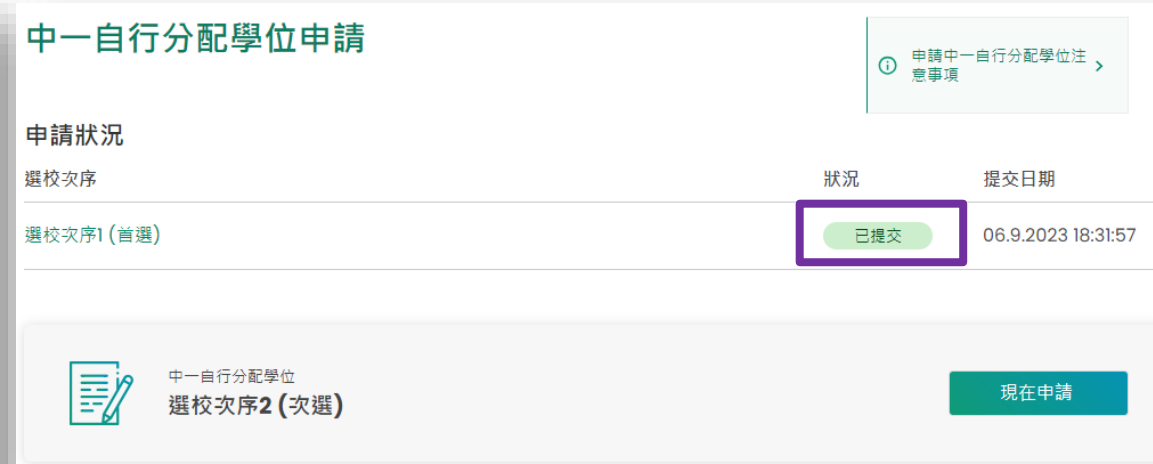 中一自行分配學位申請
申請中一自行分配學位注
意事項
申請狀況
選校次序 狀況 提交日期
選校次序1 (首選) 已提交 06.9.2023 18:31:57
中一自行分配學位
選校次序2 (次選)
現在申請